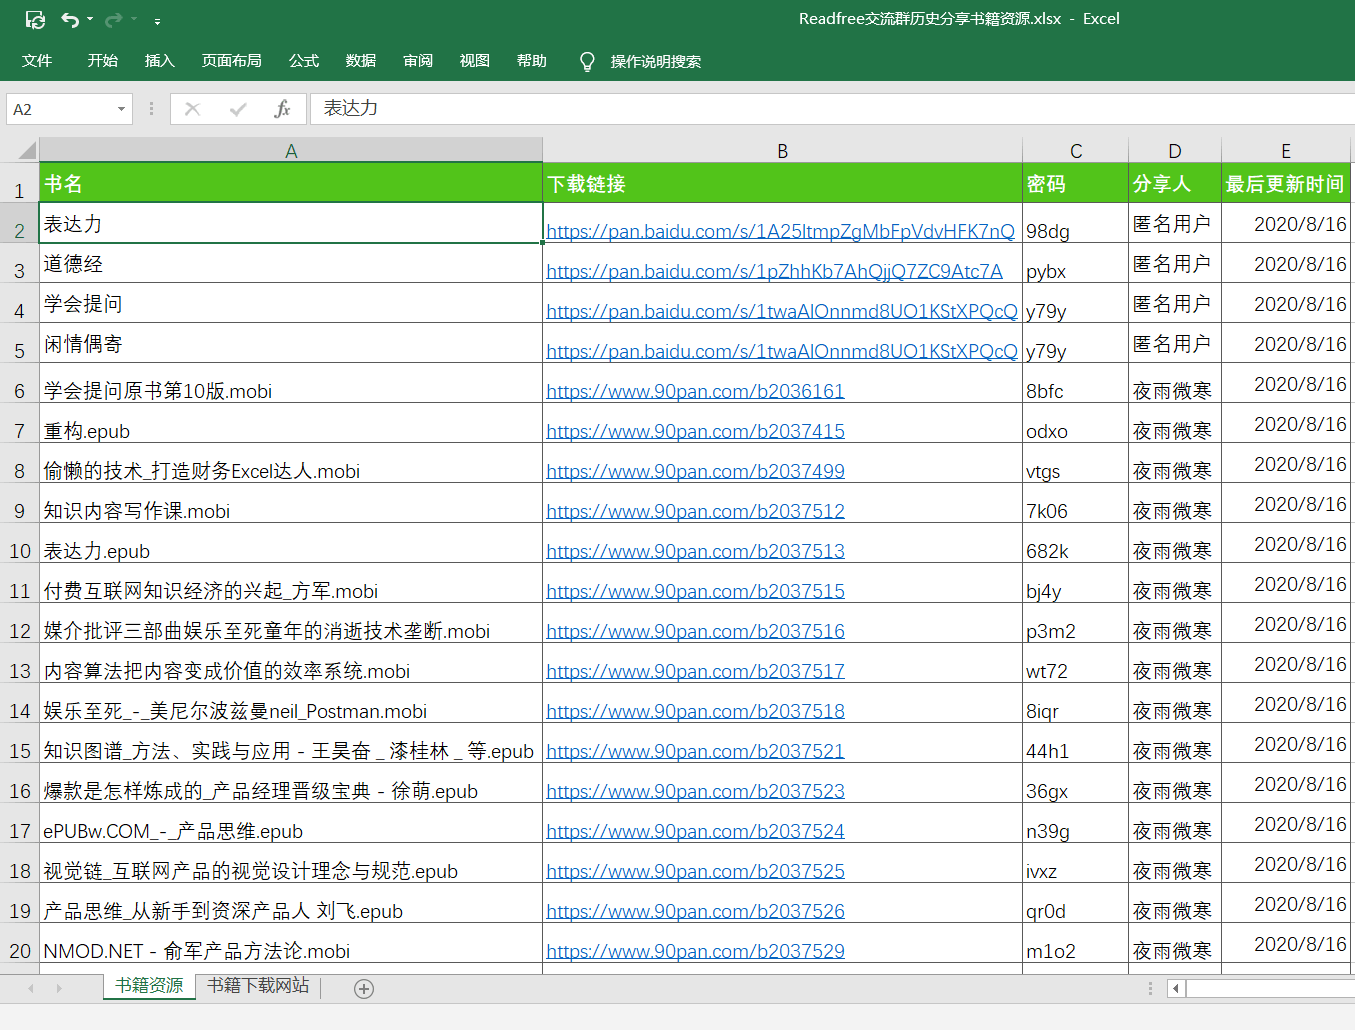 Readfree交流群历史分享书籍资源.xlsx - Excel
文件 开始 插入 页面布局 公式 数据 审阅 视图 帮助 操作说明搜索
A2 fx 表达力
A B C D E
1 书名 下载链接 密码 分享人 最后更新时间
2 表达力 https://pan.baidu.com/s/1A25ItmpZgMbFpVdvHFK7nQ 98dg 匿名用户 2020/8/16
3 道德经 https://pan.baidu.com/s/1pZhhKb7AhQjjQ7ZC9Atc7A pybx 匿名用户 2020/8/16
4 学会提问 https://pan.baidu.com/s/1twaAIOnnmd8UO1KStXPQcQ y79y 匿名用户 2020/8/16
5 闲情偶寄 https://pan.baidu.com/s/1twaAIOnnmd8UO1KStXPQcQ y79y 匿名用户 2020/8/16
6 学会提问原书第10版.mobi https://www.90pan.com/b2036161 8bfc 夜雨微寒 2020/8/16
7 重构.epub https://www.90pan.com/b2037415 odxo 夜雨微寒 2020/8/16
8 偷懒的技术_打造财务Excel达人.mobi https://www.90pan.com/b2037499 vtgs 夜雨微寒 2020/8/16
9 知识内容写作课.mobi https://www.90pan.com/b2037512 7k06 夜雨微寒 2020/8/16
10 表达力.epub https://www.90pan.com/b2037513 682k 夜雨微寒 2020/8/16
11 付费互联网知识经济的兴起_方军.mobi https://www.90pan.com/b2037515 bj4y 夜雨微寒 2020/8/16
12 媒介批评三部曲娱乐至死童年的消逝技术垄断.mobi https://www.90pan.com/b2037516 p3m2 夜雨微寒 2020/8/16
13 内容算法把内容变成价值的效率系统.mobi https://www.90pan.com/b2037517 wt72 夜雨微寒 2020/8/16
14 娱乐至死_-_美尼尔波兹曼neil_Postman.mobi https://www.90pan.com/b2037518 8iqr 夜雨微寒 2020/8/16
15 知识图谱_方法、实践与应用 - 王昊奋 _ 漆桂林 _ 等.epub https://www.90pan.com/b2037521 44h1 夜雨微寒 2020/8/16
16 爆款是怎样炼成的_产品经理晋级宝典 - 徐萌.epub https://www.90pan.com/b2037523 36gx 夜雨微寒 2020/8/16
17 ePUBw.COM_-_产品思维.epub https://www.90pan.com/b2037524 n39g 夜雨微寒 2020/8/16
18 视觉链_互联网产品的视觉设计理念与规范.epub https://www.90pan.com/b2037525 ivxz 夜雨微寒 2020/8/16
19 产品思维_从新手到资深产品人 刘飞.epub https://www.90pan.com/b2037526 qr0d 夜雨微寒 2020/8/16
20 NMOD.NET - 俞军产品方法论.mobi https://www.90pan.com/b2037529 m1o2 夜雨微寒 2020/8/16
书籍资源 书籍下载网站